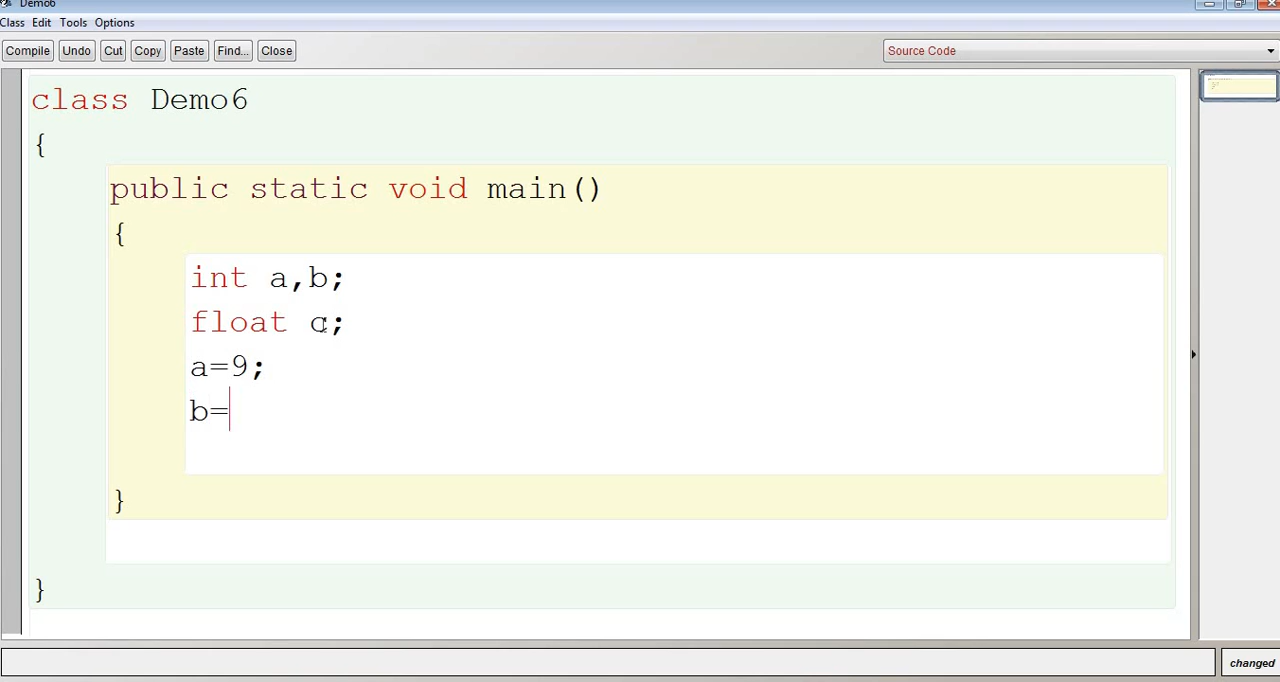 Demo6
Class Edit Tools Options
Compile Undo Cut Copy Paste Find... Close Source Code
class Demo6
{
public static void main()
{
int a,b;
float c;
a=9;
b=
}
}
changed